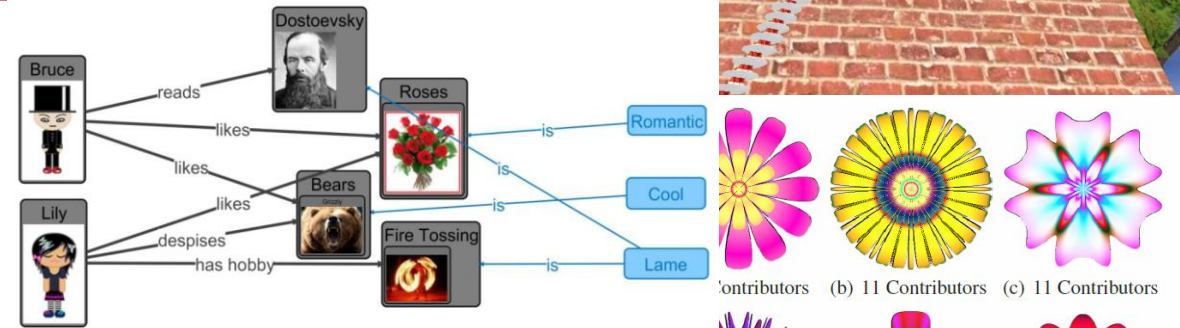 Dostoevsky
Bruce
reads
Roses
likes
is
Romantic
likes
is
Bears
Grizzly
Cool
Lily
likes
is
despises
Fire Tossing
has hobby
is
Lame
ontributors
(b) 11 Contributors
(c) 11 Contributors